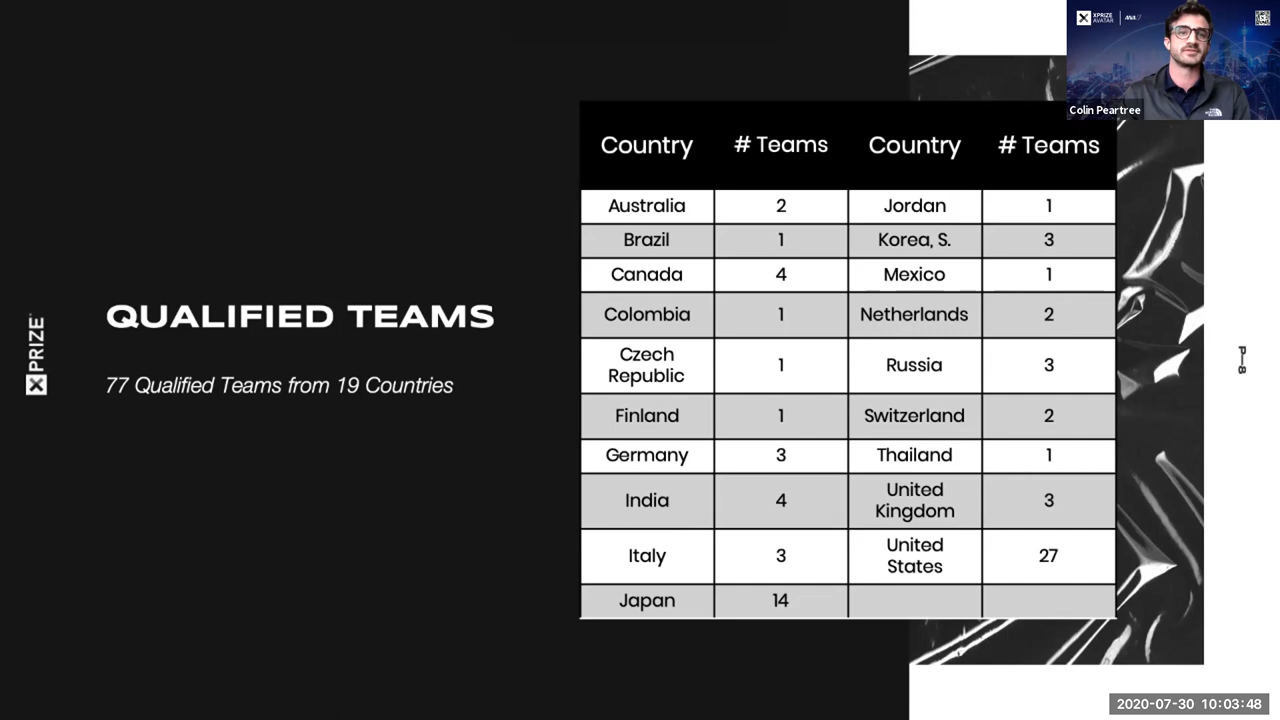 XPRIZE
AVATAR
ANA
Colin Peartree
Country # Teams Country # Teams
Australia 2 Jordan 1
Brazil 1 Korea, S. 3
Canada 4 Mexico 1
Colombia 1 Netherlands 2
Czech
Republic 1 Russia 3
Finland 1 Switzerland 2
Germany 3 Thailand 1
India 4 United
Kingdom 3
Italy 3 United
States 27
Japan 14
QUALIFIED TEAMS
77 Qualified Teams from 19 Countries
XPRIZE
P—8
2020-07-30 10:03:48